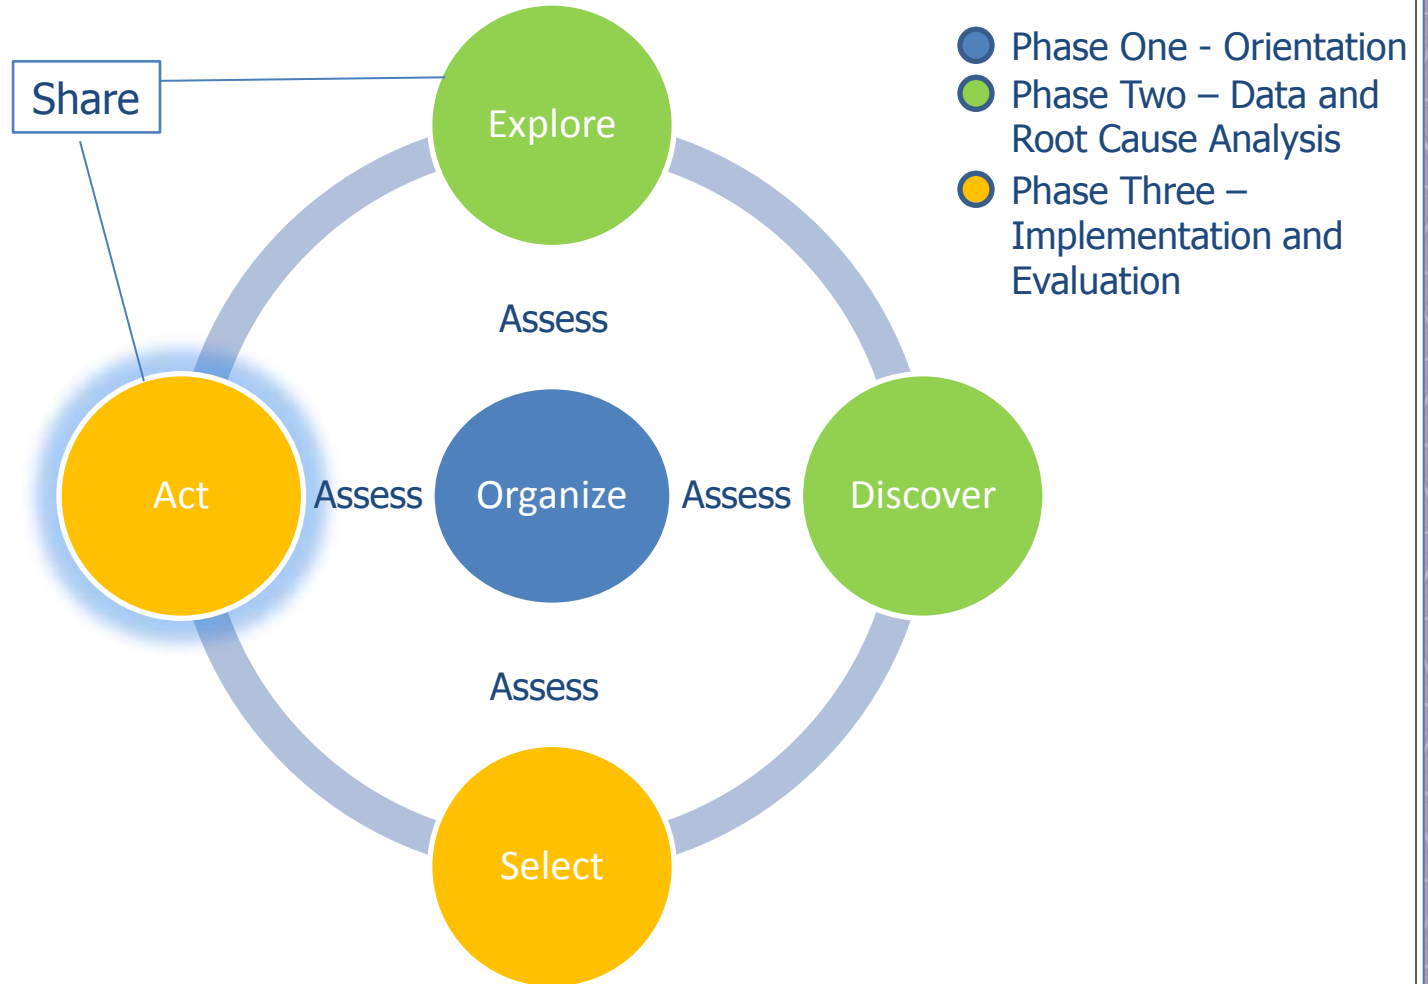 Share
Explore
Phase One - Orientation
Phase Two – Data and
Root Cause Analysis
Phase Three –
Implementation and
Evaluation
Assess
Act
Assess
Organize
Assess
Discover
Assess
Select